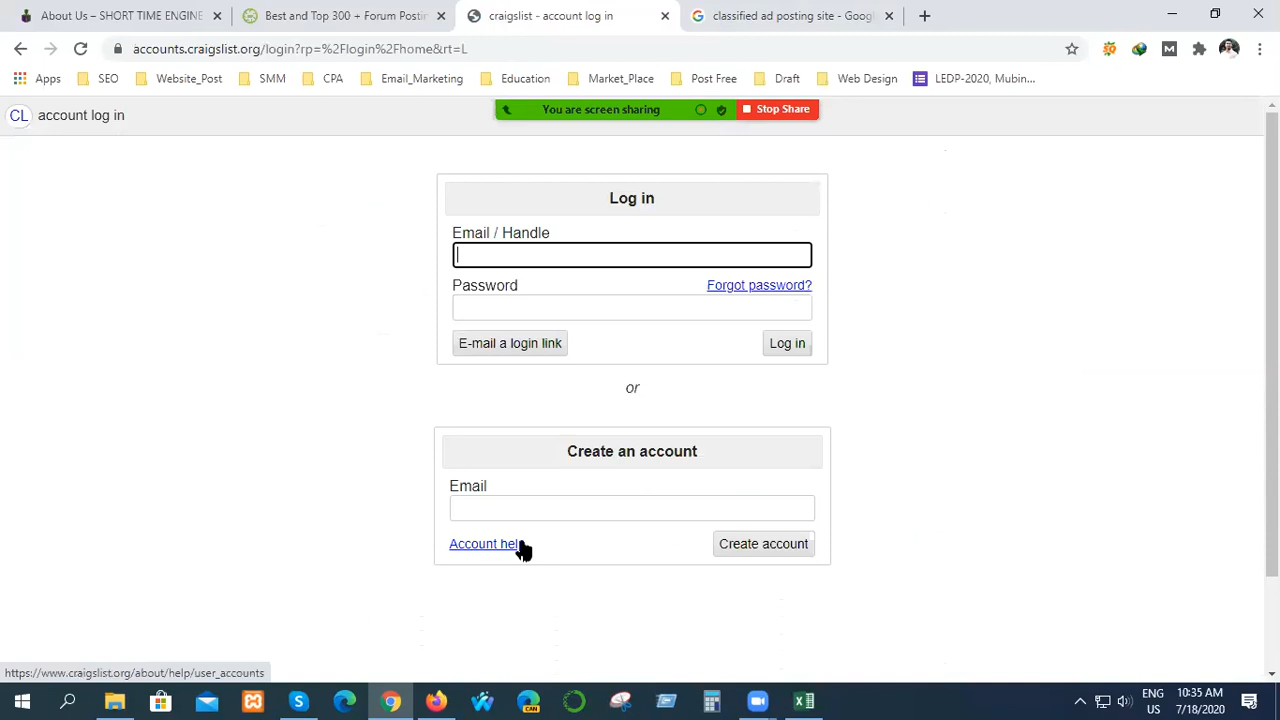 About Us - SHORT TIME ENGINE
Best and Top 300 + Forum Postin
craigslist - account log in
classified ad posting site - Goog
accounts.craigslist.org/login?rp=%2Flogin%2Fhome&rt=L
Apps
SEO
Website_Post
SMM
CPA
Email_Marketing
Education
Market_Place
Post Free
Draft
Web Design
LEDP-2020, Mubin...
You are screen sharing
Stop Share
CL account log in
Log in
Email / Handle
Password
Forgot password?
E-mail a login link
Log in
or
Create an account
Email
Account help
Create account
https://www.craigslist.org/about/help/user_accounts
CAN
ENG
US
10:35 AM
7/18/2020